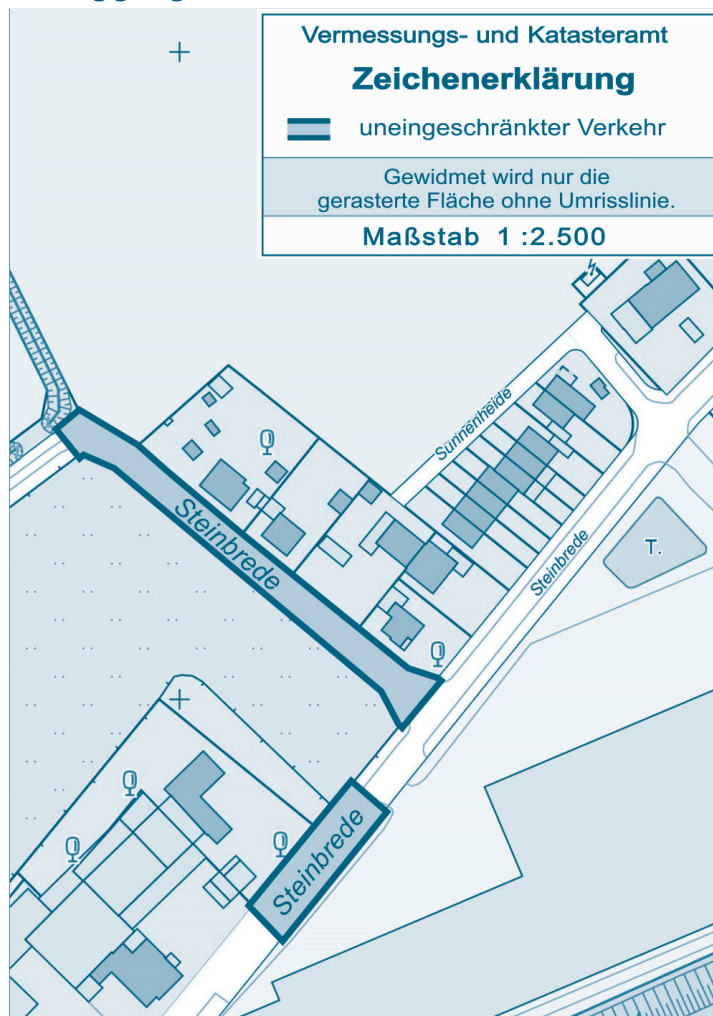 Vermessungs- und Katasteramt
Zeichenerklärung
uneingeschränkter Verkehr
Gewidmet wird nur die
gerasterte Fläche ohne Umrisslinie.
Maßstab 1 :2.500
Sünnenheide
Steinbrede
Steinbrede
T.
Steinbrede